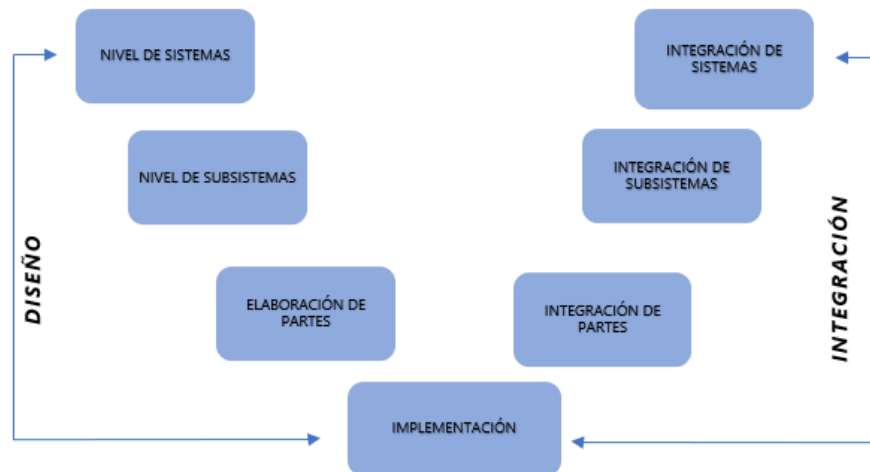 NIVEL DE SISTEMAS
INTEGRACIÓN DE
SISTEMAS
NIVEL DE SUBSISTEMAS
INTEGRACIÓN DE
SUBSISTEMAS
DISEÑO
INTEGRACIÓN
ELABORACIÓN DE
PARTES
INTEGRACIÓN DE
PARTES
IMPLEMENTACIÓN